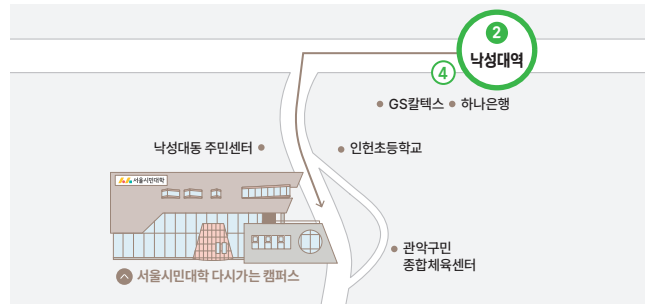 2
낙성대역
4
GS칼텍스 하나은행
낙성대동 주민센터
인헌초등학교
서울시민대학
관악구민
종합체육센터
서울시민대학 다시가는 캠퍼스